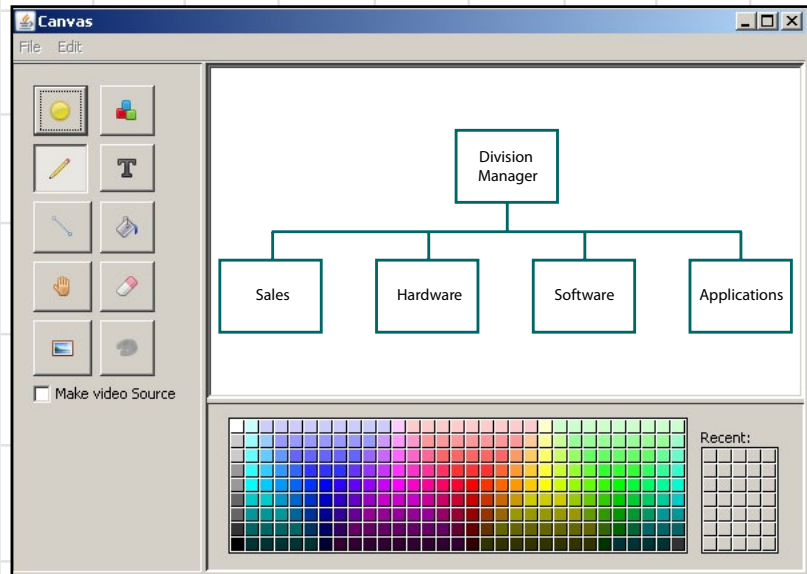 Canvas
File Edit
Division
Manager
Sales Hardware Software Applications
Make video Source
Recent: